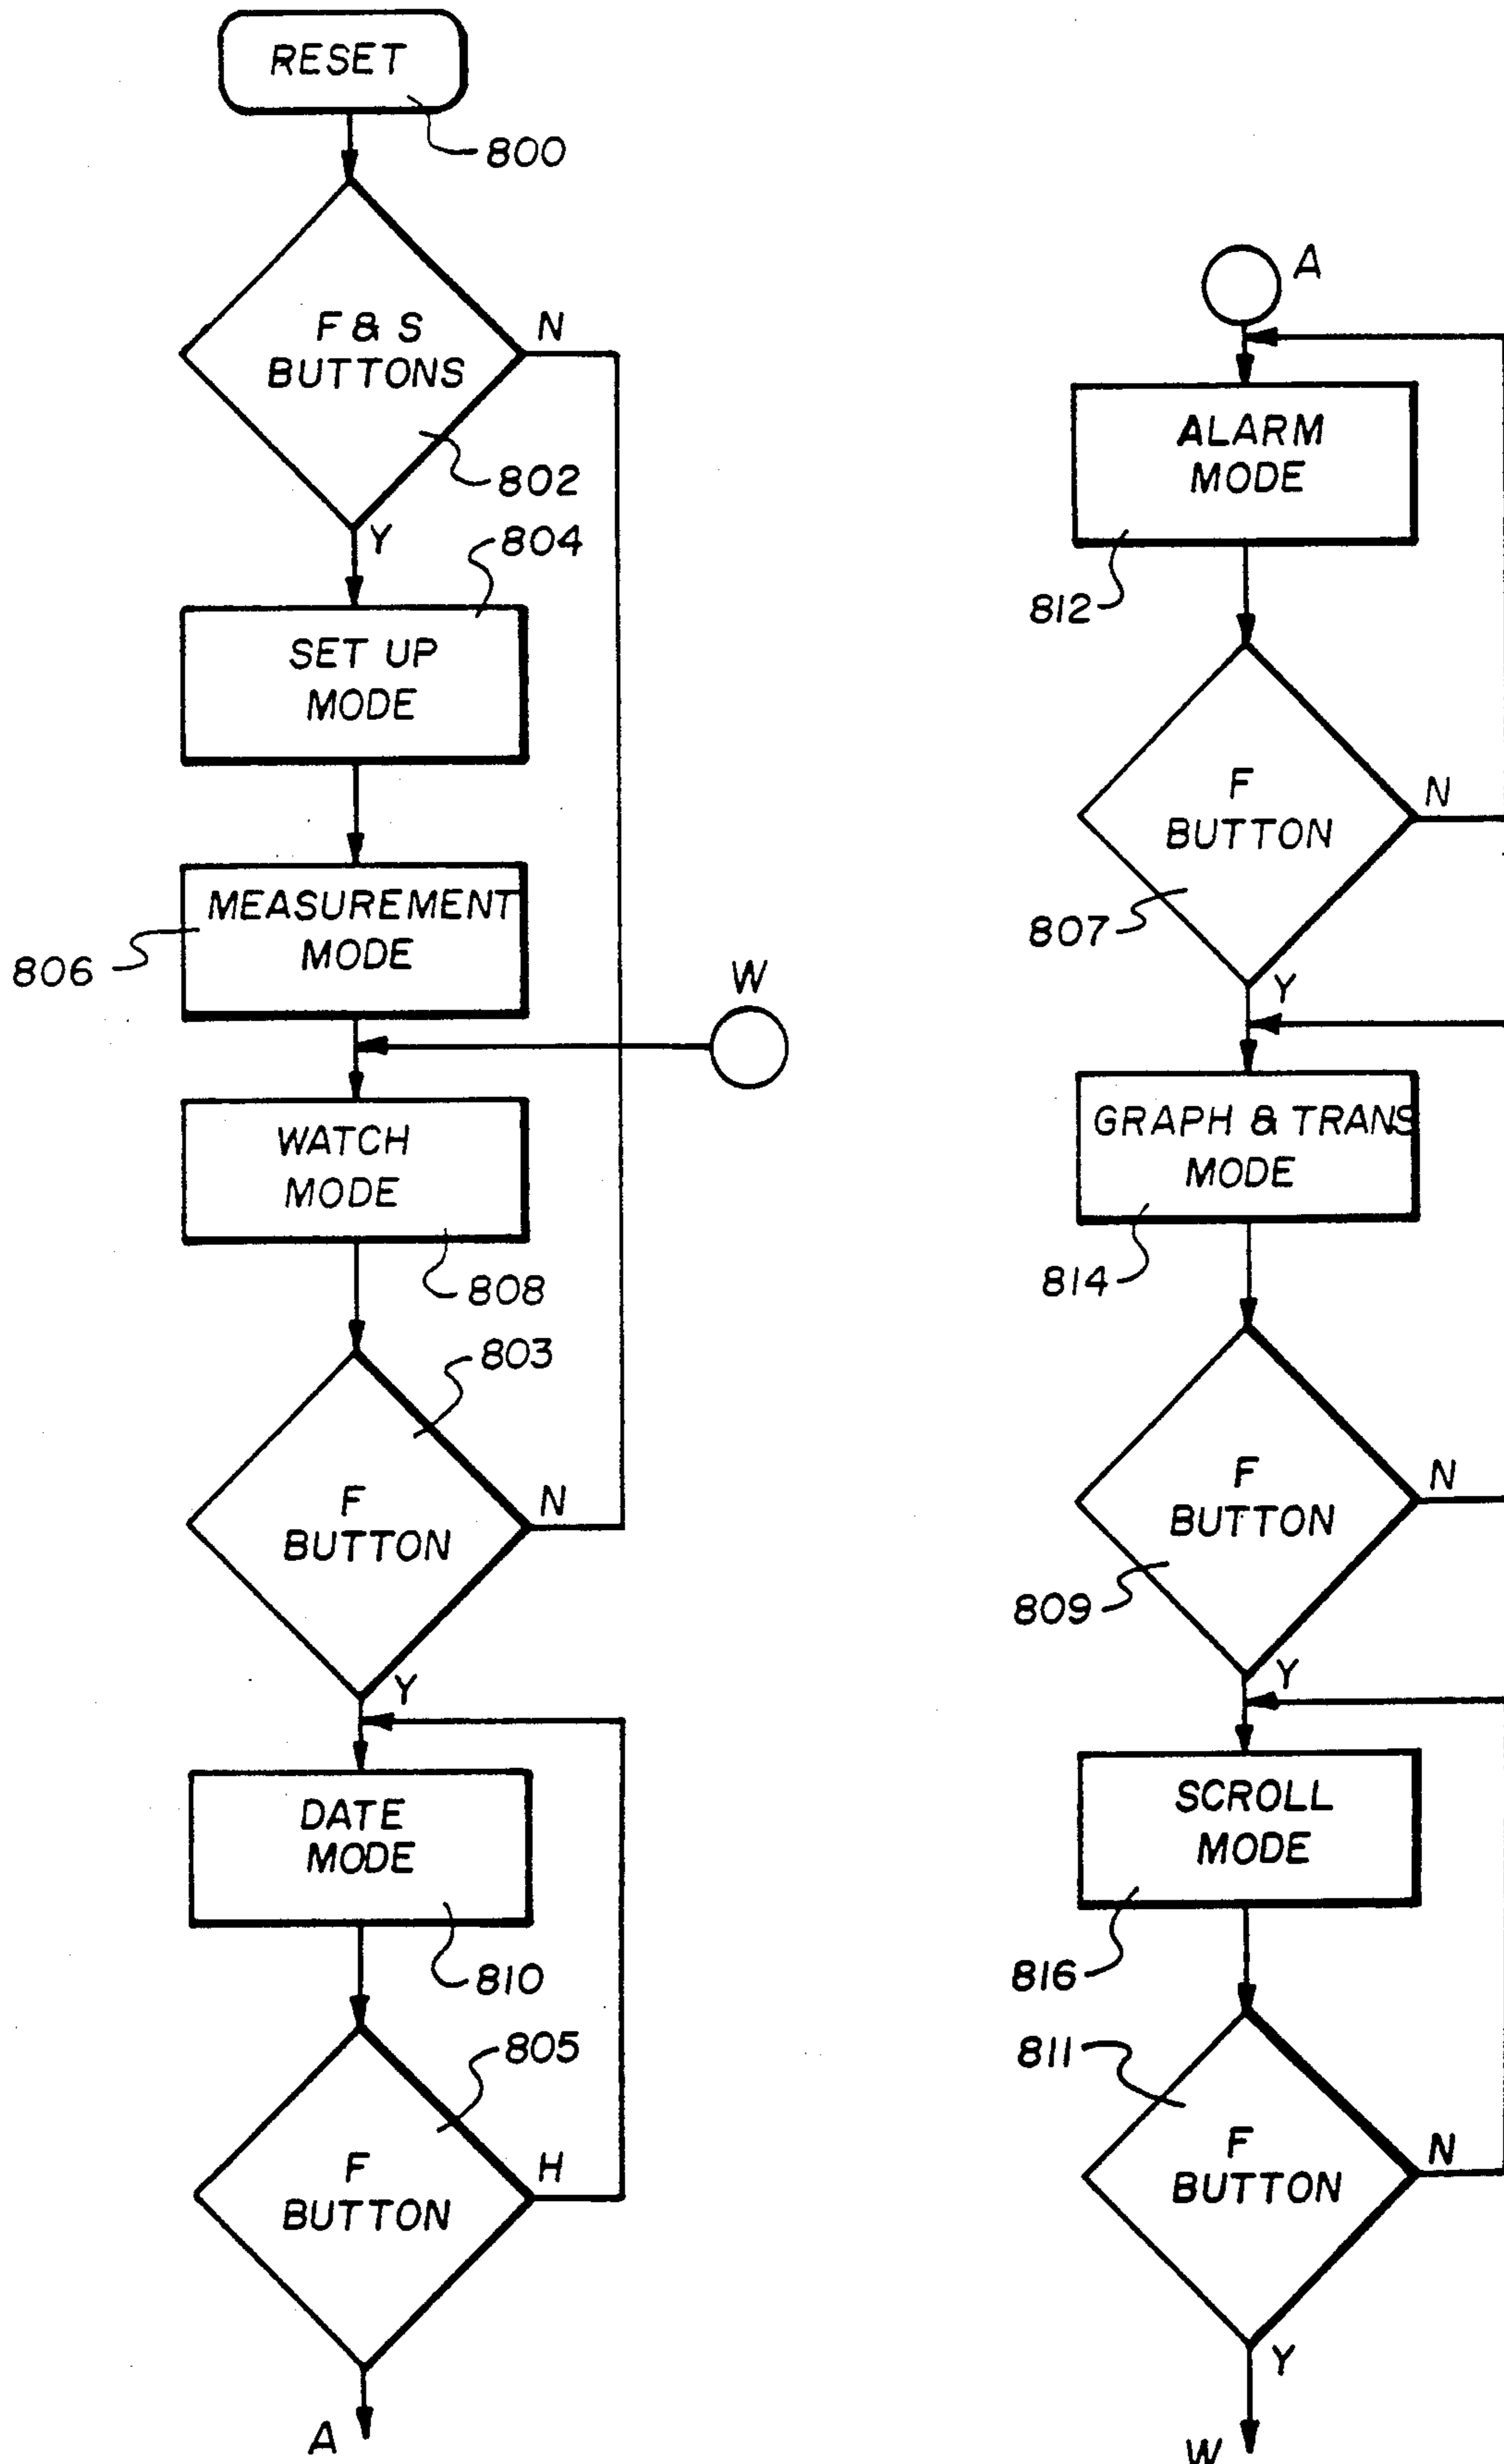 RESET
800
F & S
BUTTONS
N
802
Y
804
SET UP
MODE
MEASUREMENT
MODE
806
W
WATCH
MODE
808
803
F
BUTTON
N
Y
DATE
MODE
810
805
F
BUTTON
H
A
A
ALARM
MODE
812
F
BUTTON
N
807
Y
GRAPH & TRANS
MODE
814
F
BUTTON
N
809
Y
SCROLL
MODE
816
811
F
BUTTON
N
Y
W